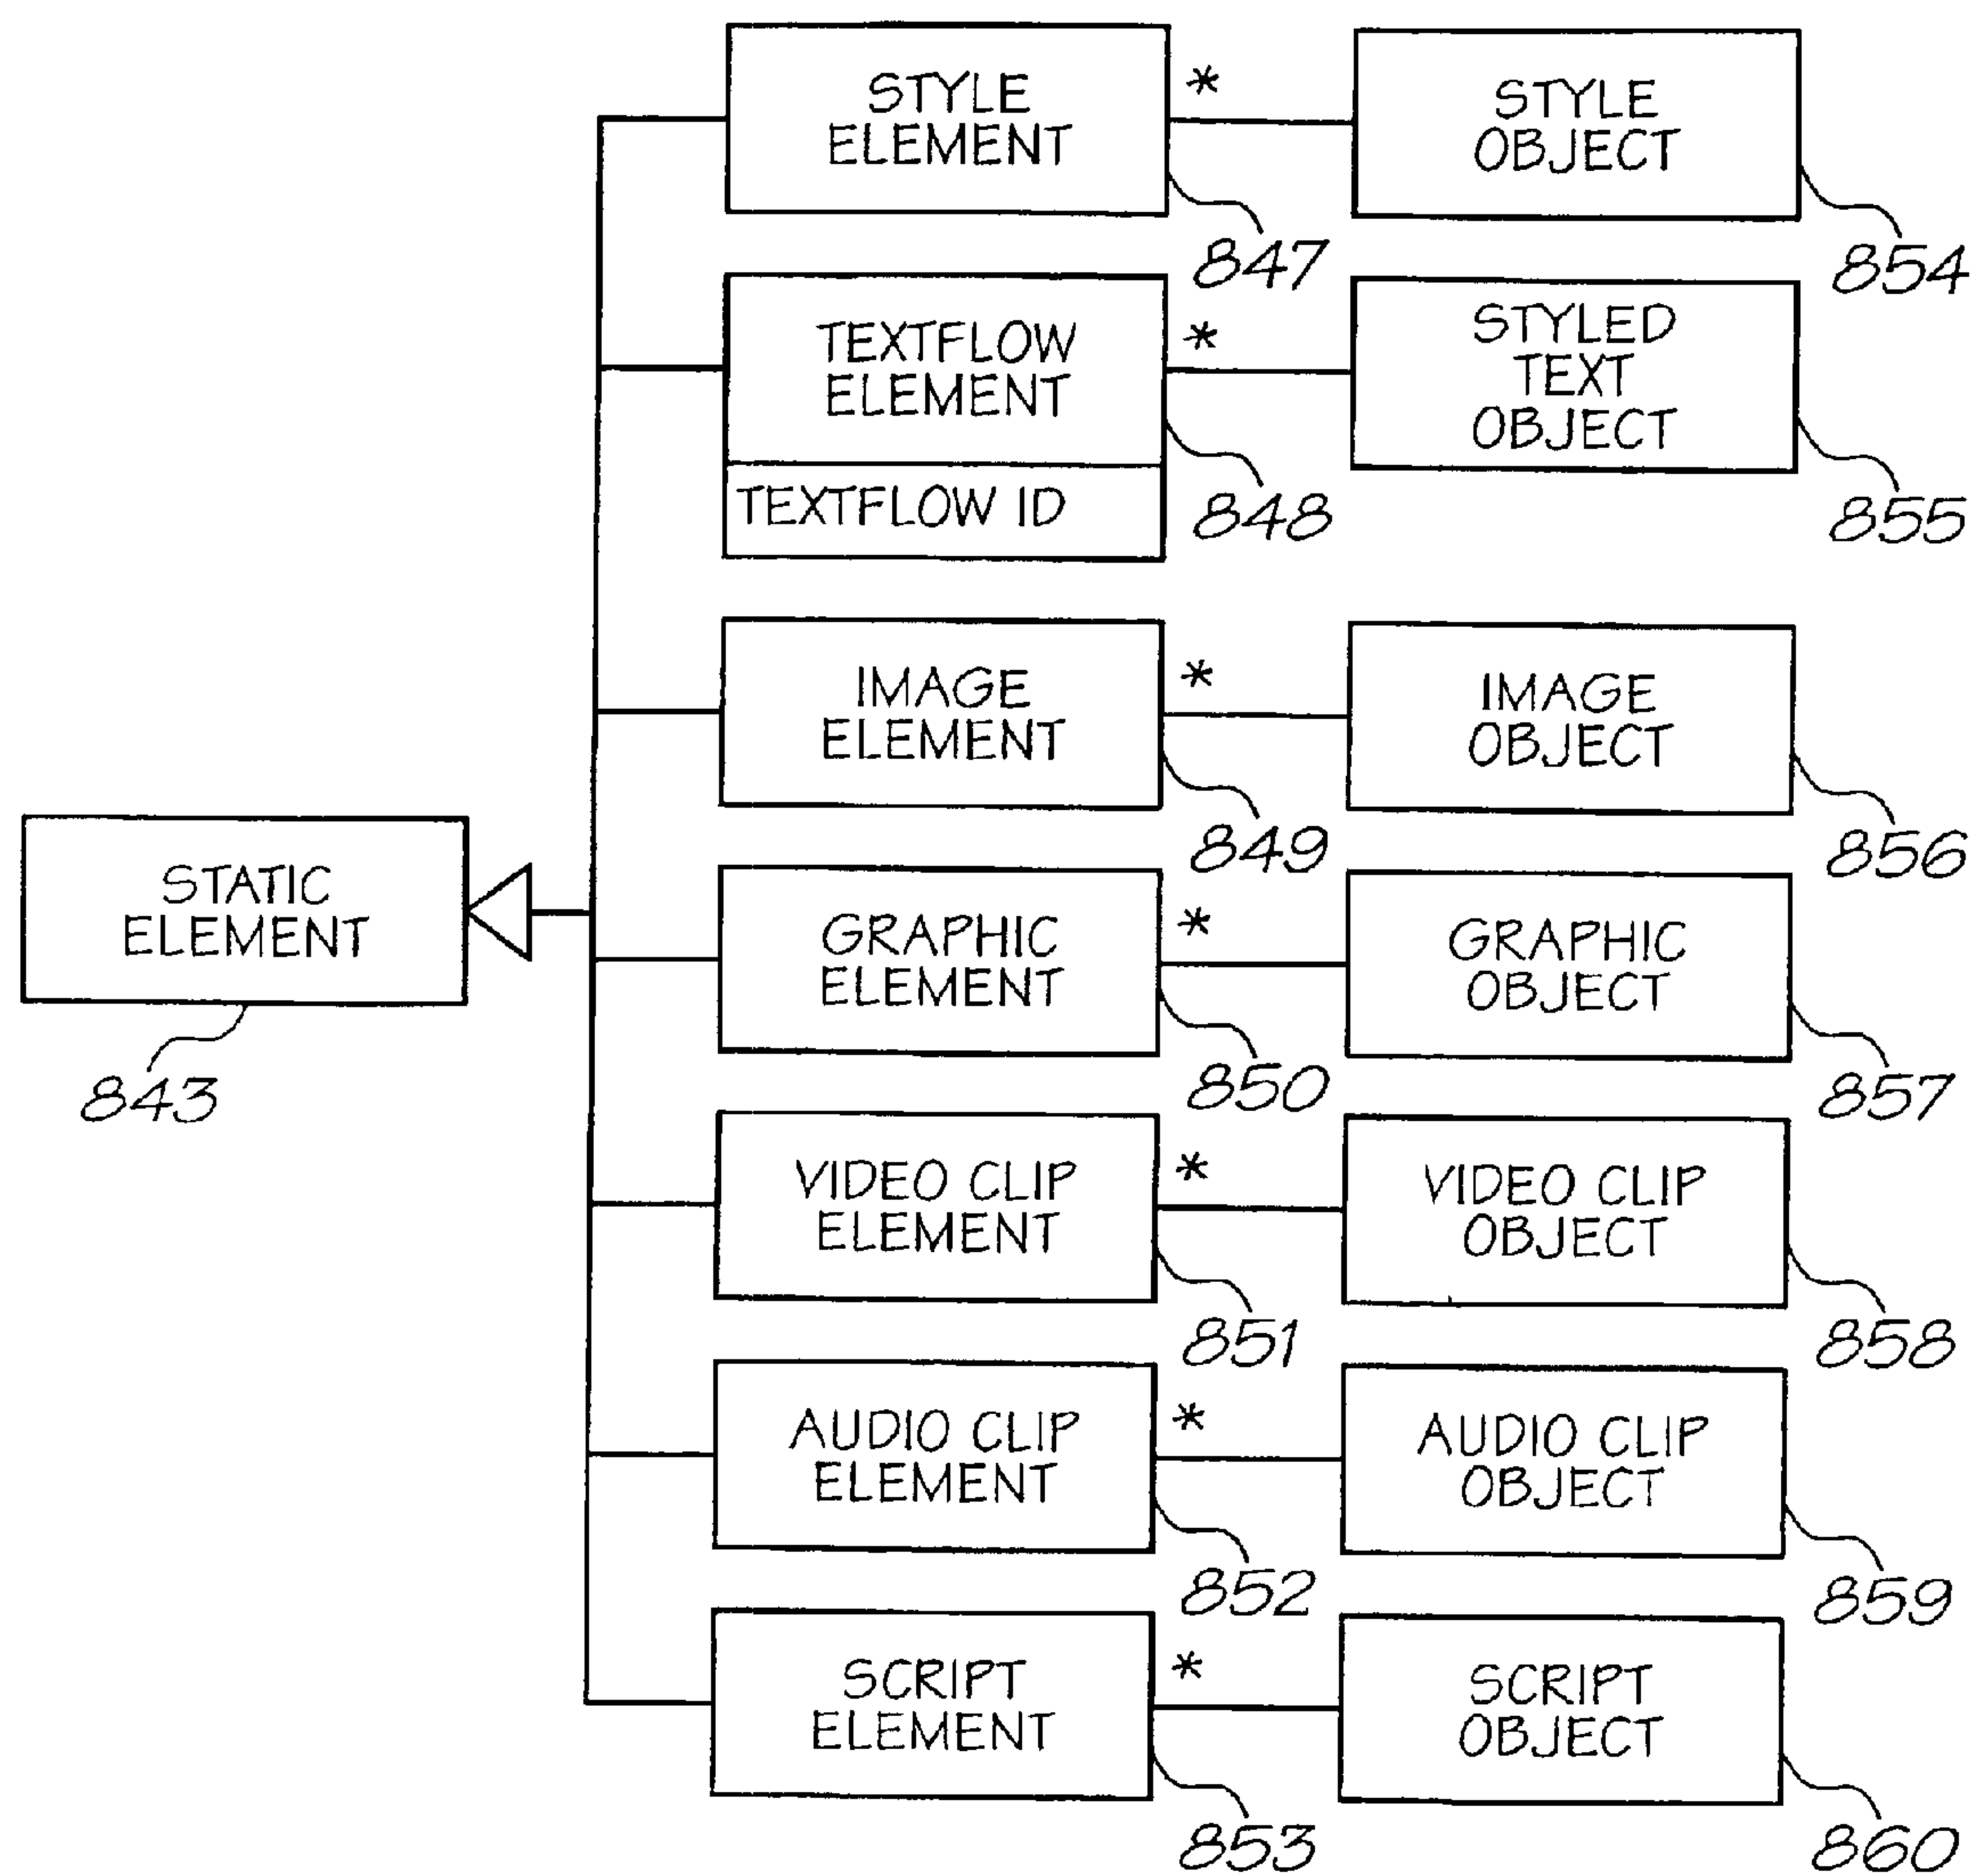 STYLE
ELEMENT
*
847
STYLE
OBJECT
854
TEXTFLOW
ELEMENT
TEXTFLOW ID
*
848
STYLED
TEXT
OBJECT
855
IMAGE
ELEMENT
*
849
IMAGE
OBJECT
856
STATIC
ELEMENT
843
GRAPHIC
ELEMENT
*
850
GRAPHIC
OBJECT
857
VIDEO CLIP
ELEMENT
*
851
VIDEO CLIP
OBJECT
858
AUDIO CLIP
ELEMENT
*
852
AUDIO CLIP
OBJECT
859
SCRIPT
ELEMENT
*
853
SCRIPT
OBJECT
860